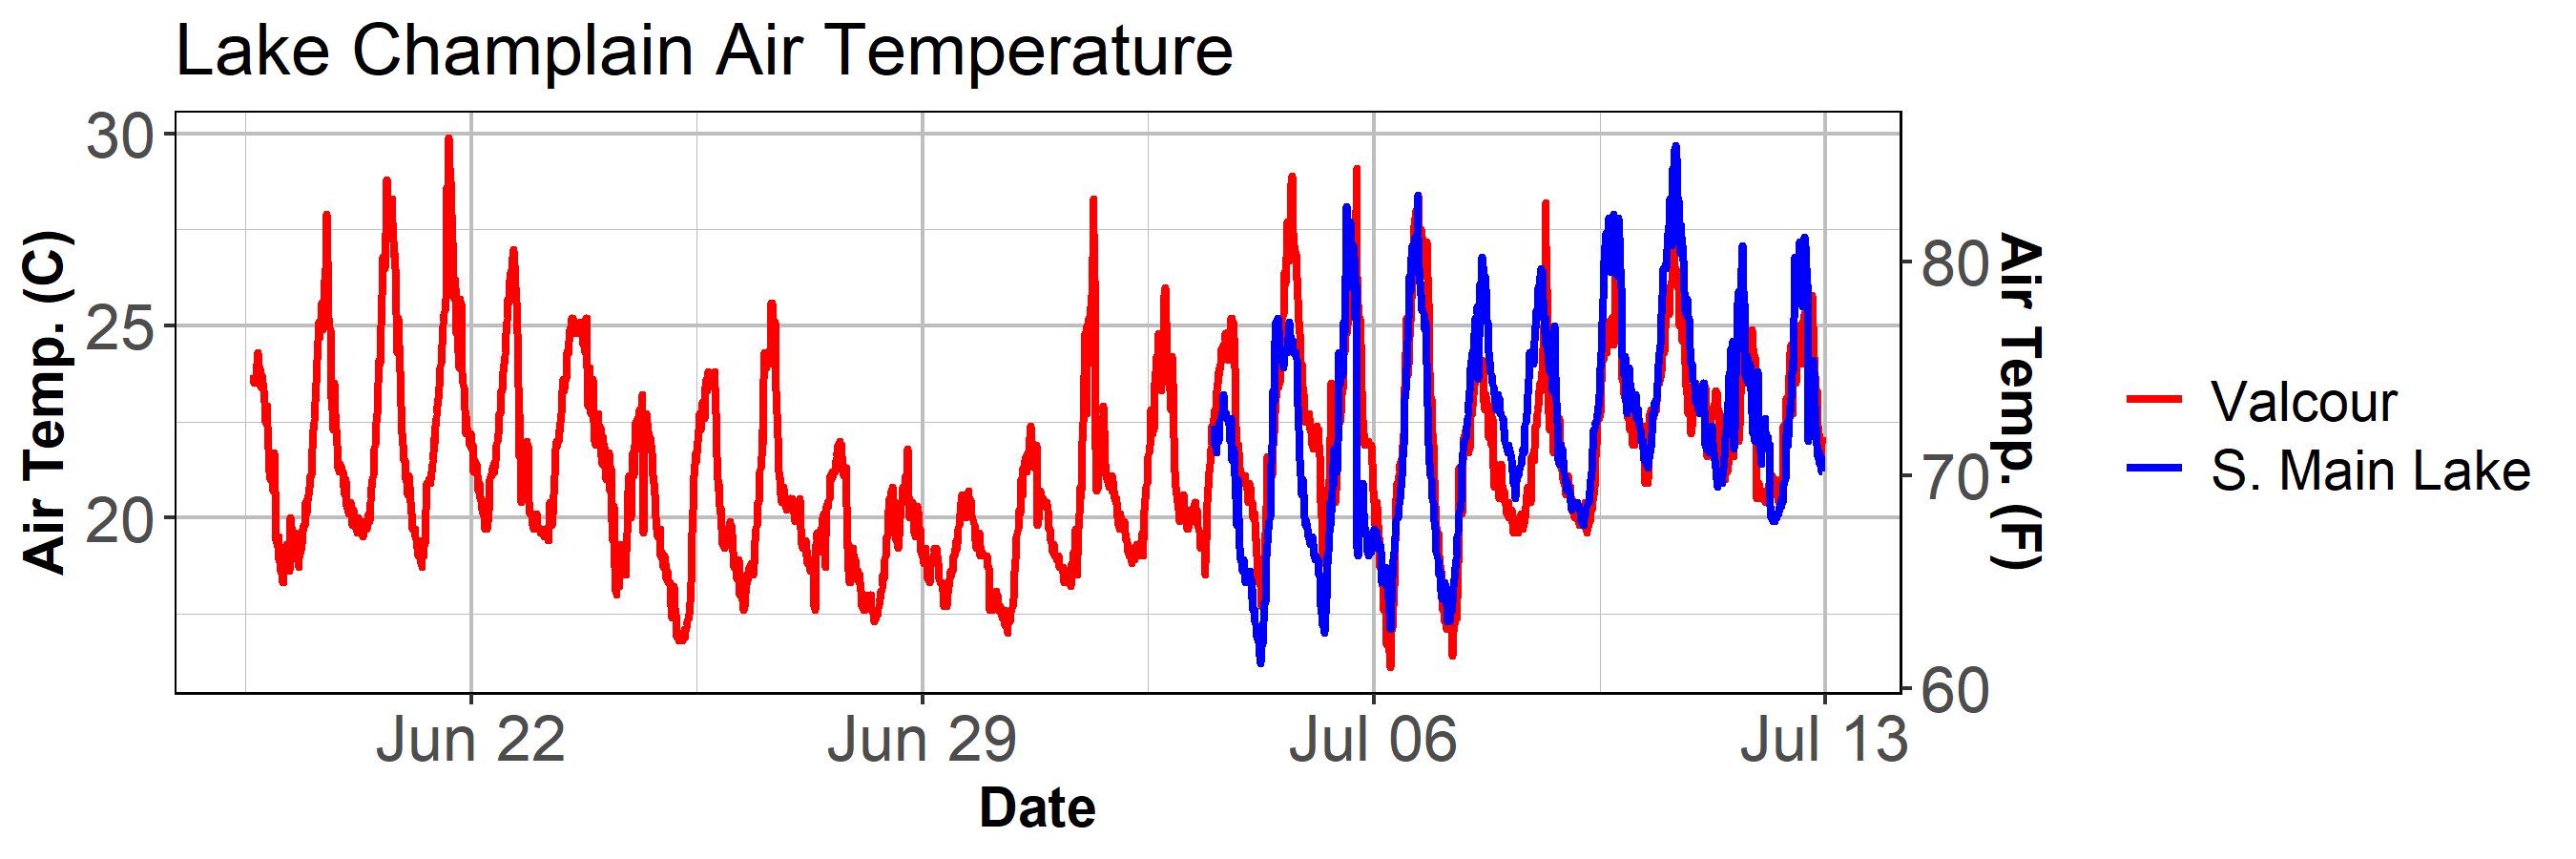 Lake Champlain Air Temperature
30
25
20
Air Temp. (C)
80
70
60
Air Temp. (F)
Jun 22
Jun 29
Jul 06
Jul 13
Date
Valcour
S. Main Lake